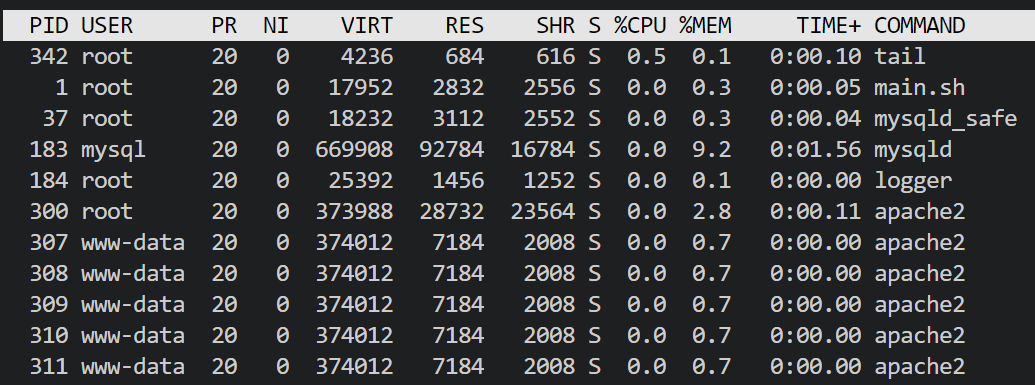 PID USER PR NI VIRT RES SHR S %CPU %MEM TIME+ COMMAND
342 root 20 0 4236 684 616 S 0.5 0.1 0:00.10 tail
1 root 20 0 17952 2832 2556 S 0.0 0.3 0:00.05 main.sh
37 root 20 0 18232 3112 2552 S 0.0 0.3 0:00.04 mysqld_safe
183 mysql 20 0 669908 92784 16784 S 0.0 9.2 0:01.56 mysqld
184 root 20 0 25392 1456 1252 S 0.0 0.1 0:00.00 logger
300 root 20 0 373988 28732 23564 S 0.0 2.8 0:00.11 apache2
307 www-data 20 0 374012 7184 2008 S 0.0 0.7 0:00.00 apache2
308 www-data 20 0 374012 7184 2008 S 0.0 0.7 0:00.00 apache2
309 www-data 20 0 374012 7184 2008 S 0.0 0.7 0:00.00 apache2
310 www-data 20 0 374012 7184 2008 S 0.0 0.7 0:00.00 apache2
311 www-data 20 0 374012 7184 2008 S 0.0 0.7 0:00.00 apache2